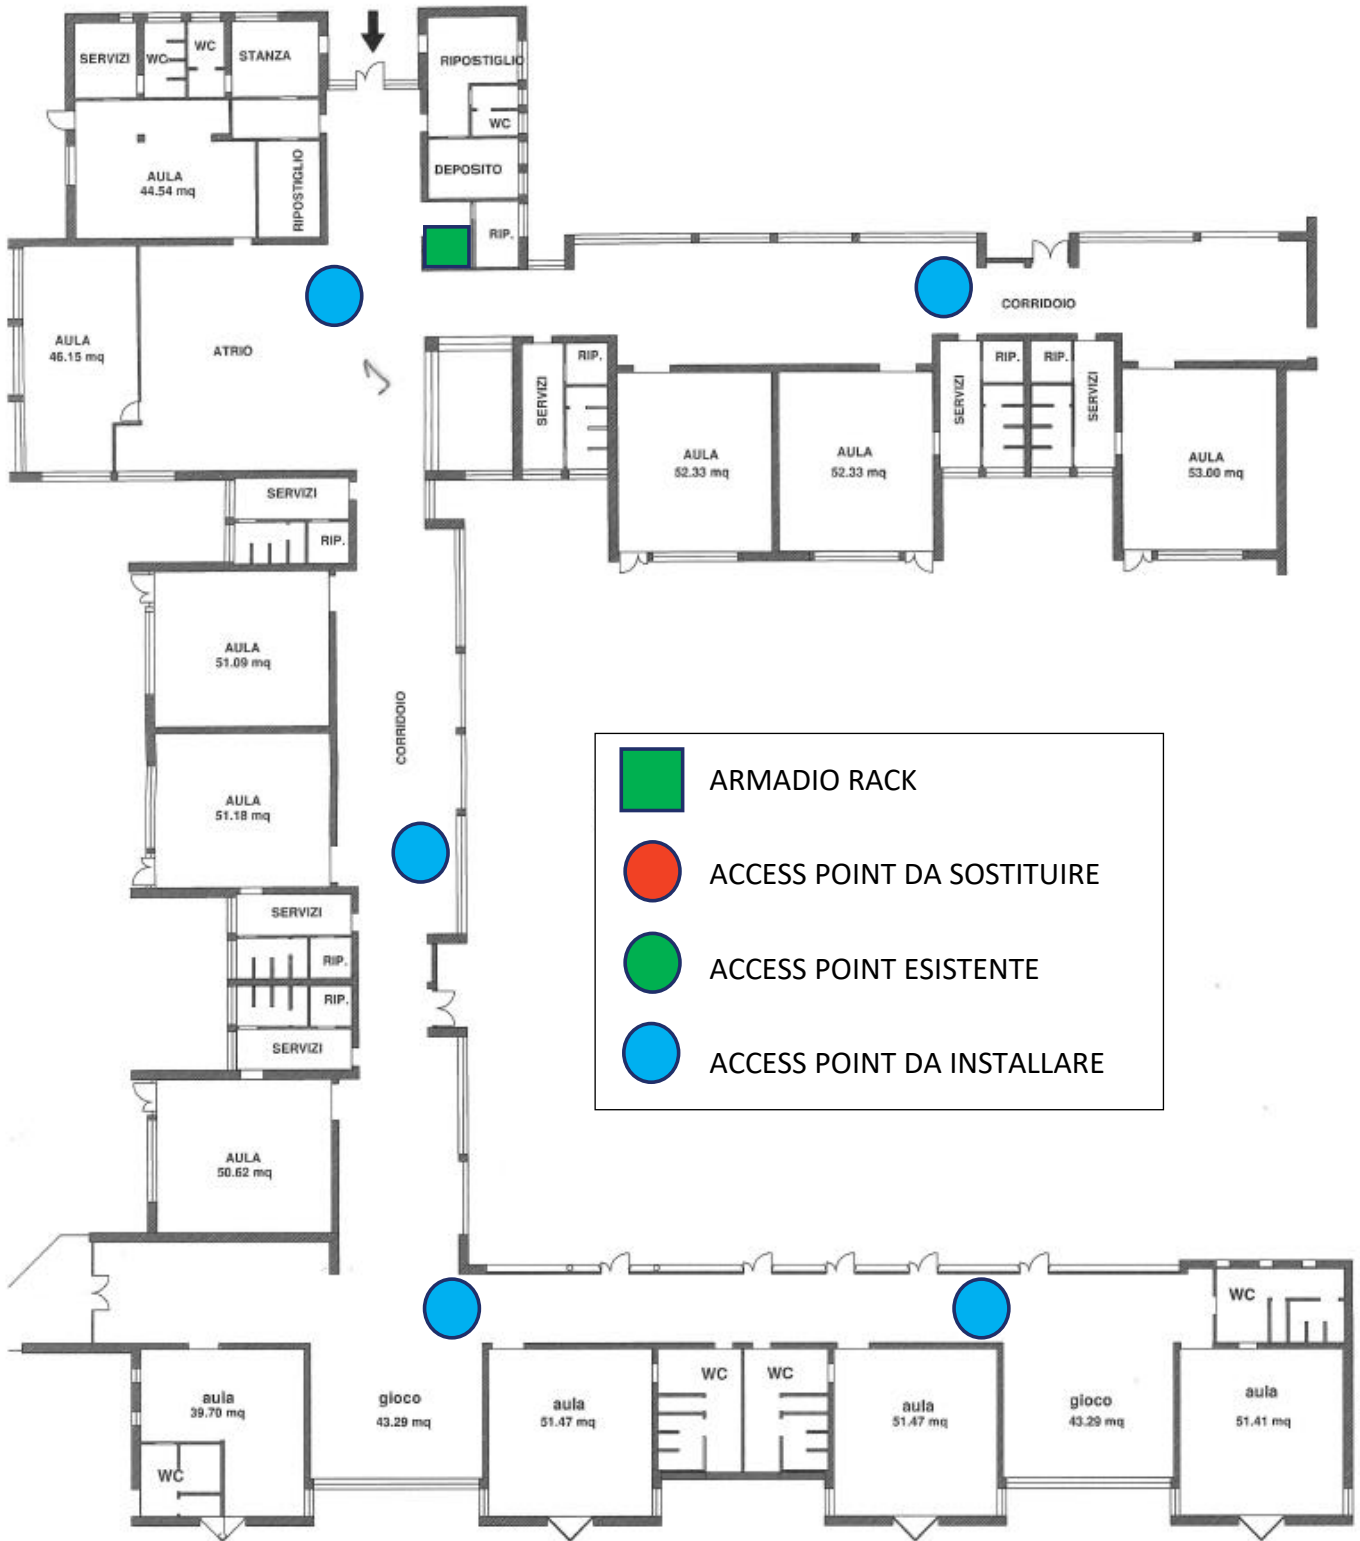 SERVIZI
WC
WC
STANZA
RIPOSTIGLIO
WC
DEPOSITO
RIP.
AULA
44.54 mq
RIPOSTIGLIO
AULA
46.15 mq
ATRIO
CORRIDOIO
SERVIZI
RIP.
AULA
52.33 mq
AULA
52.33 mq
SERVIZI
RIP.
RIP.
SERVIZI
AULA
53.00 mq
SERVIZI
RIP.
AULA
51.09 mq
CORRIDOIO
AULA
51.18 mq
SERVIZI
RIP.
RIP.
SERVIZI
AULA
50.62 mq
ARMADIO RACK
ACCESS POINT DA SOSTITUIRE
ACCESS POINT ESISTENTE
ACCESS POINT DA INSTALLARE
WC
aula
39.70 mq
WC
gioco
43.29 mq
aula
51.47 mq
WC
WC
aula
51.47 mq
gioco
43.29 mq
aula
51.41 mq